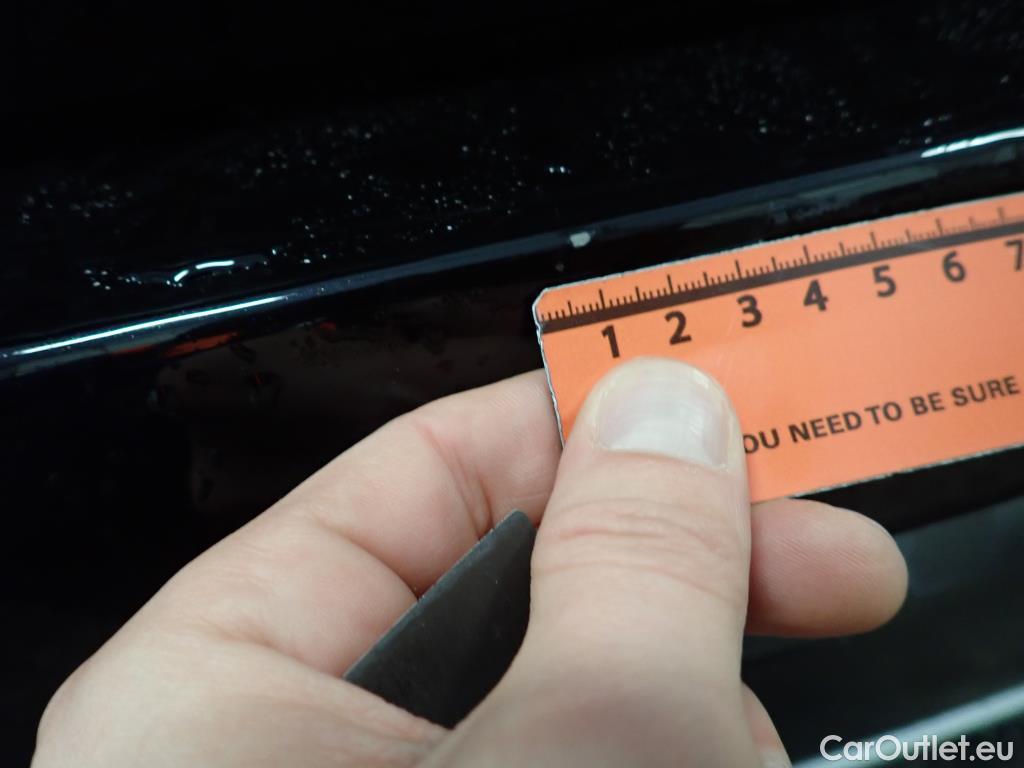 1 2 3 4 5 6 7
OU NEED TO BE SURE
CarOutlet.eu